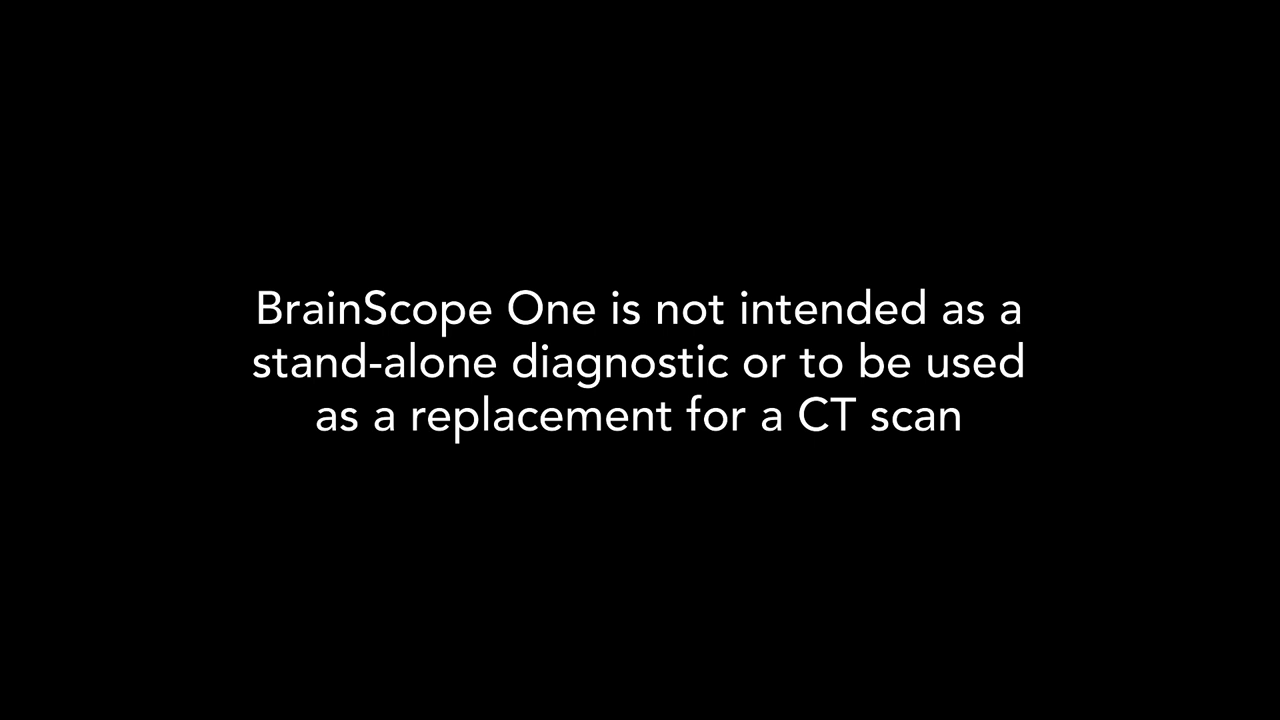 BrainScope One is not intended as a
stand-alone diagnostic or to be used
as a replacement for a CT scan